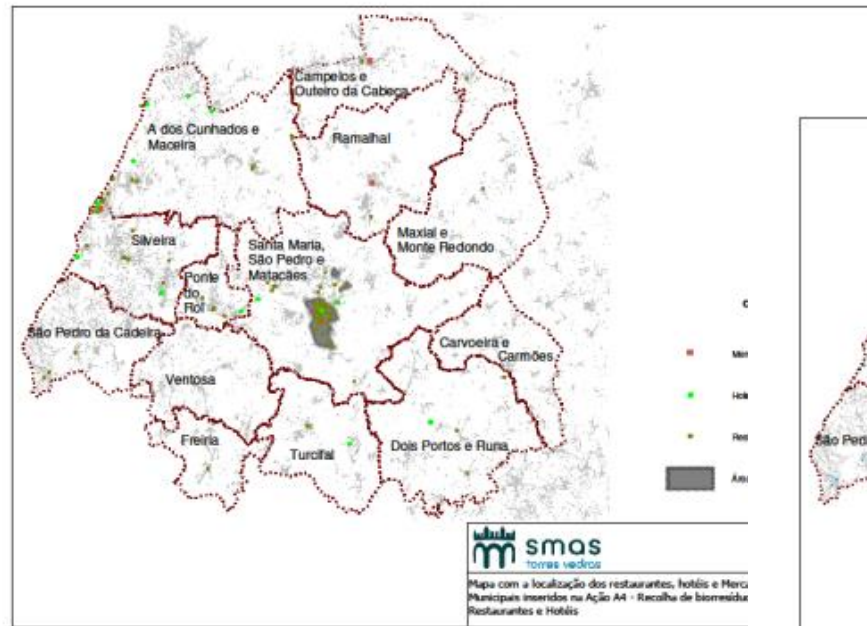 Campelos e
Outeiro da Cabeça
A dos Cunhados e
Maceira
Ramalhal
Silveira
Santa Maria,
São Pedro e
Matacães
Maxial e
Monte Redondo
Ponte
do
Rol
São Pedro da Cadeira
Carvoeira e
Carmões
Ventosa
Freiria
Turcifal
Dois Portos e Runa
São Ped
smas
torres vedras
Mapa com a localização dos restaurantes, hotéis e Merca
Municipais inseridos na Ação A4 - Recolha de biorresídu
Restaurantes e Hotéis